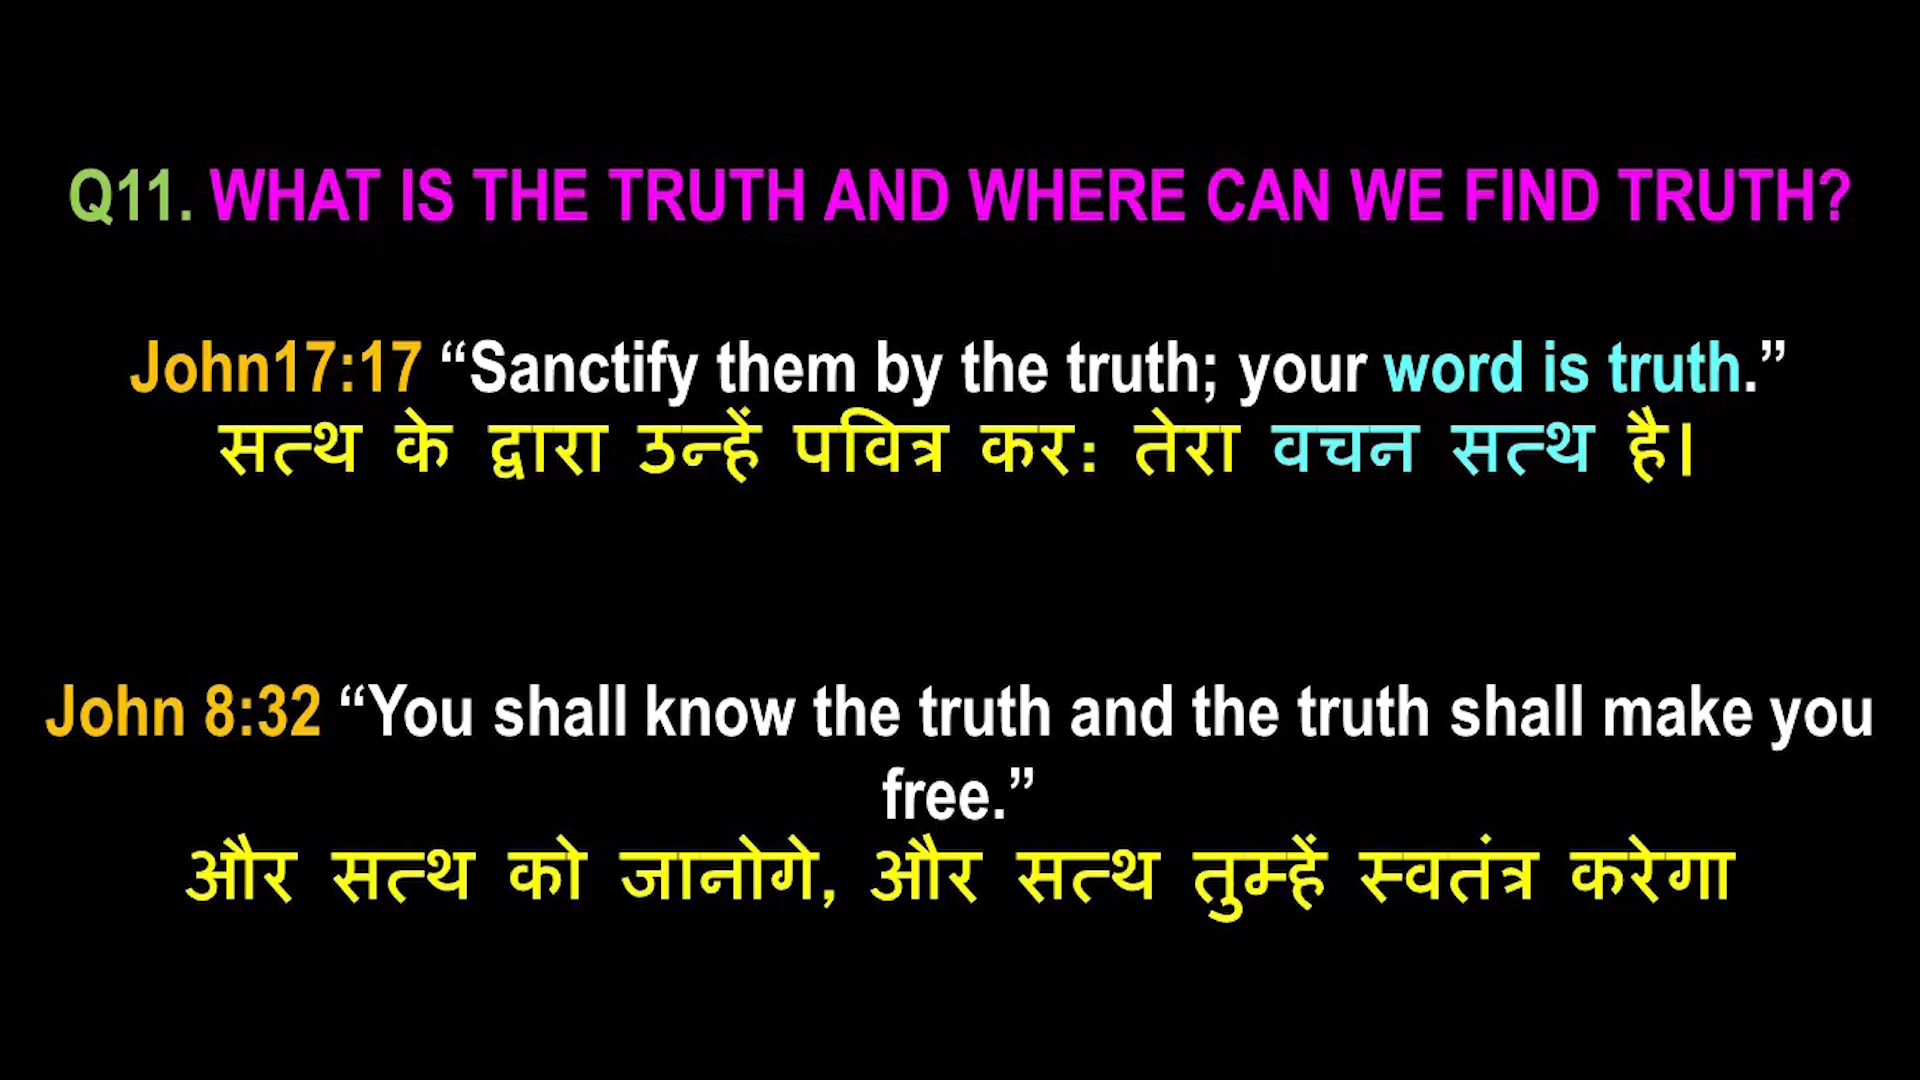 Q11. WHAT IS THE TRUTH AND WHERE CAN WE FIND TRUTH?
John17:17 “Sanctify them by the truth; your word is truth.”
सत्थ के द्वारा उन्हें पवित्र कर: तेरा वचन सत्थ है।
John 8:32 “You shall know the truth and the truth shall make you
free.”
और सत्थ को जानोगे, और सत्थ तुम्हें स्वतंत्र करेगा